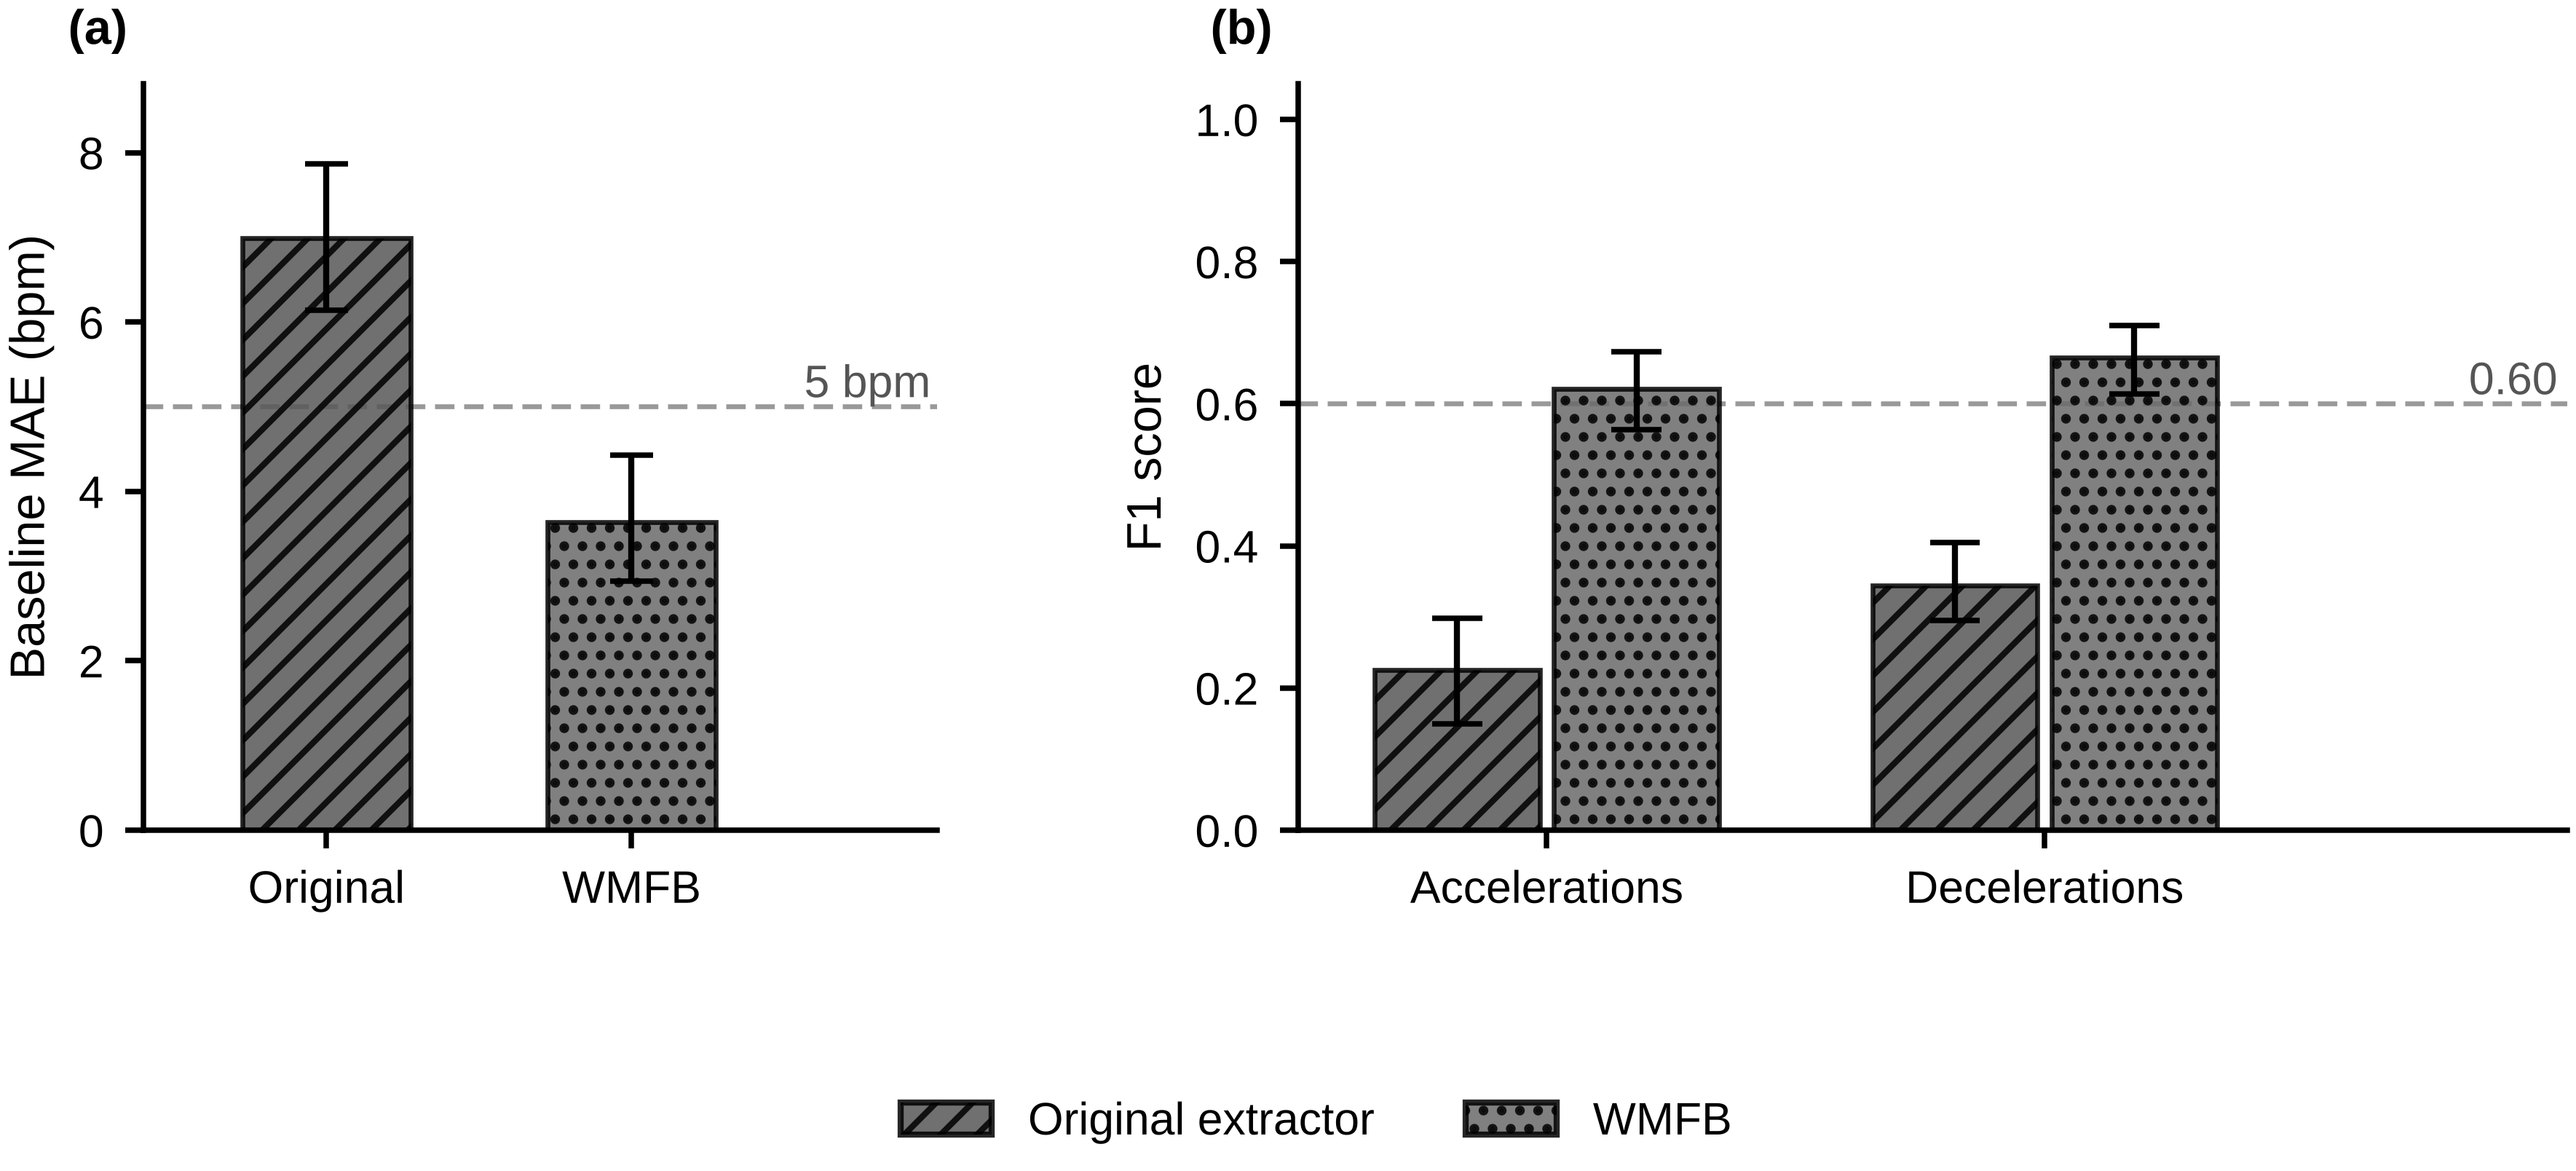 (a)
Baseline MAE (bpm)
8
6
4
2
0
5 bpm
Original
WMFB
(b)
F1 score
1.0
0.8
0.6
0.4
0.2
0.0
0.60
Accelerations
Decelerations
Original extractor
WMFB